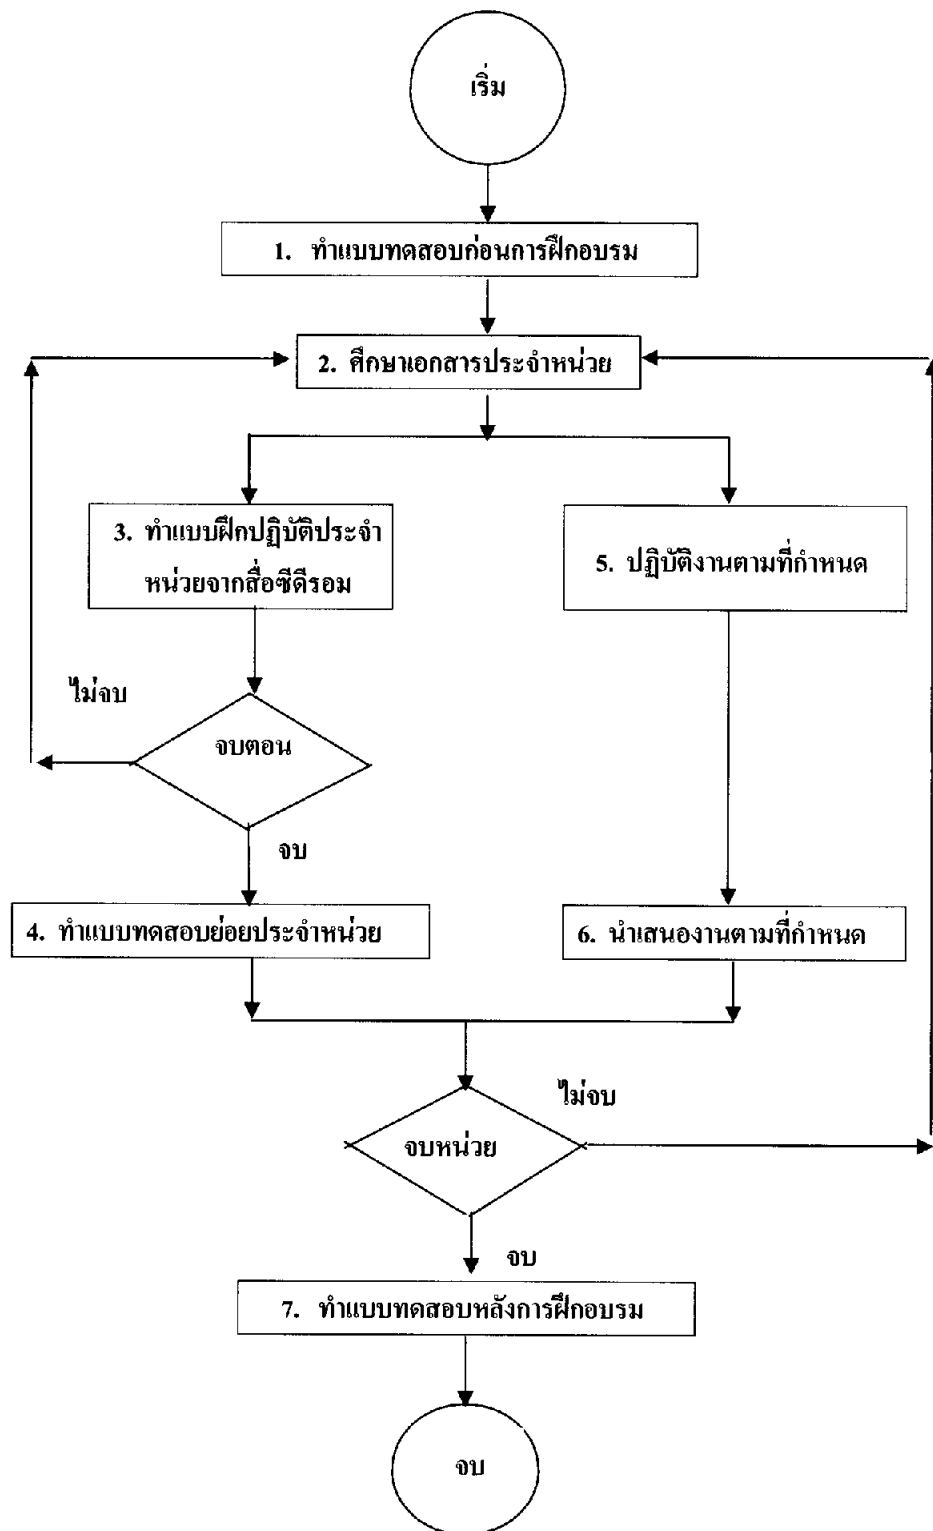 เริ่ม
1. ทำแบบทดสอบก่อนการฝึกอบรม
2. ศึกษาเอกสารประจำหน่วย
3. ทำแบบฝึกปฏิบัติประจำ
หน่วยจากสื่อซีดีรอม
5. ปฏิบัติงานตามที่กำหนด
ไม่จบ
จบตอน
จบ
4. ทำแบบทดสอบย่อยประจำหน่วย
6. นำเสนองานตามที่กำหนด
ไม่จบ
จบหน่วย
จบ
7. ทำแบบทดสอบหลังการฝึกอบรม
จบ